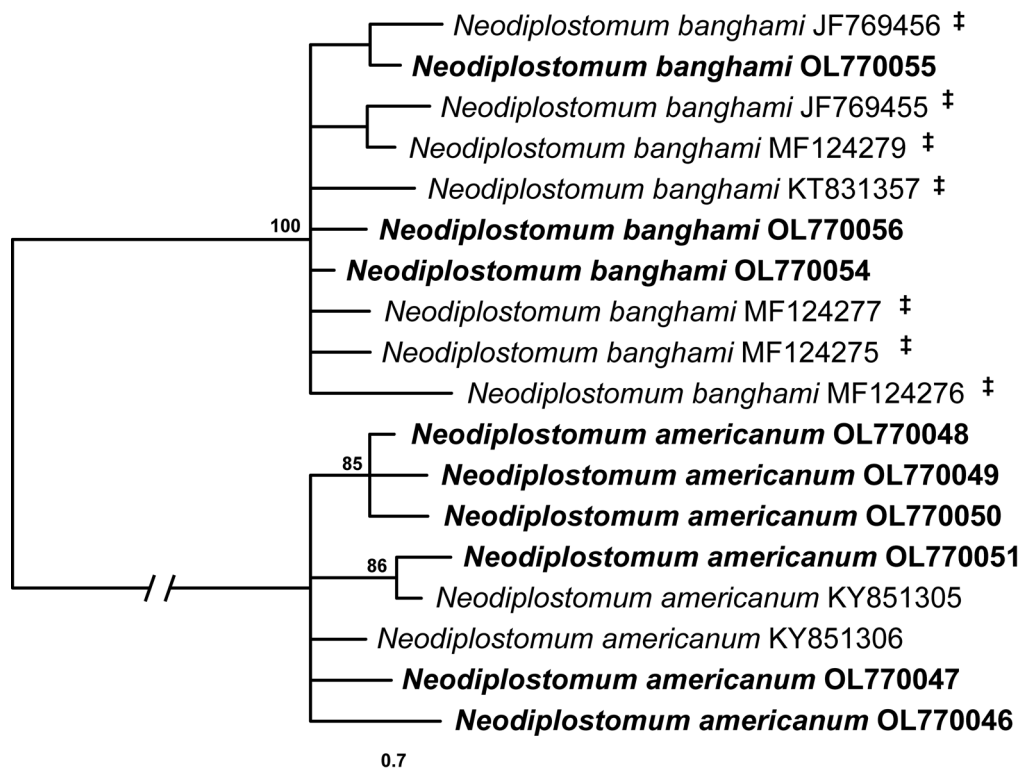 Neodiplostomum banghami JF769456 ‡
Neodiplostomum banghami OL770055
Neodiplostomum banghami JF769455 ‡
Neodiplostomum banghami MF124279 ‡
Neodiplostomum banghami KT831357 ‡
100
Neodiplostomum banghami OL770056
Neodiplostomum banghami OL770054
Neodiplostomum banghami MF124277 ‡
Neodiplostomum banghami MF124275 ‡
Neodiplostomum banghami MF124276 ‡
Neodiplostomum americanum OL770048
85
Neodiplostomum americanum OL770049
Neodiplostomum americanum OL770050
Neodiplostomum americanum OL770051
86
Neodiplostomum americanum KY851305
Neodiplostomum americanum KY851306
Neodiplostomum americanum OL770047
Neodiplostomum americanum OL770046
0.7